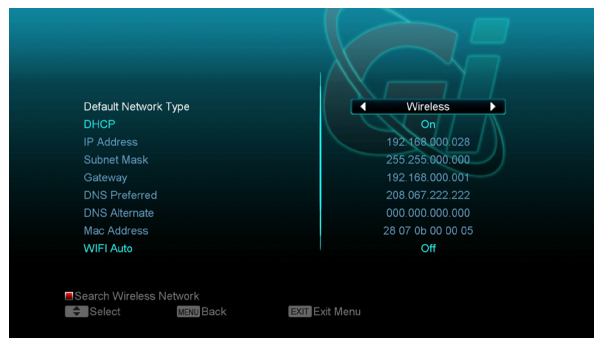 Default Network Type Wireless
DHCP On
IP Address 192.168.000.028
Subnet Mask 255.255.000.000
Gateway 192.168.000.001
DNS Preferred 208.067.222.222
DNS Alternate 000.000.000.000
Mac Address 28 07 0b 00 00 05
WIFI Auto Off
Search Wireless Network
Select MENU Back EXIT Exit Menu
Gi